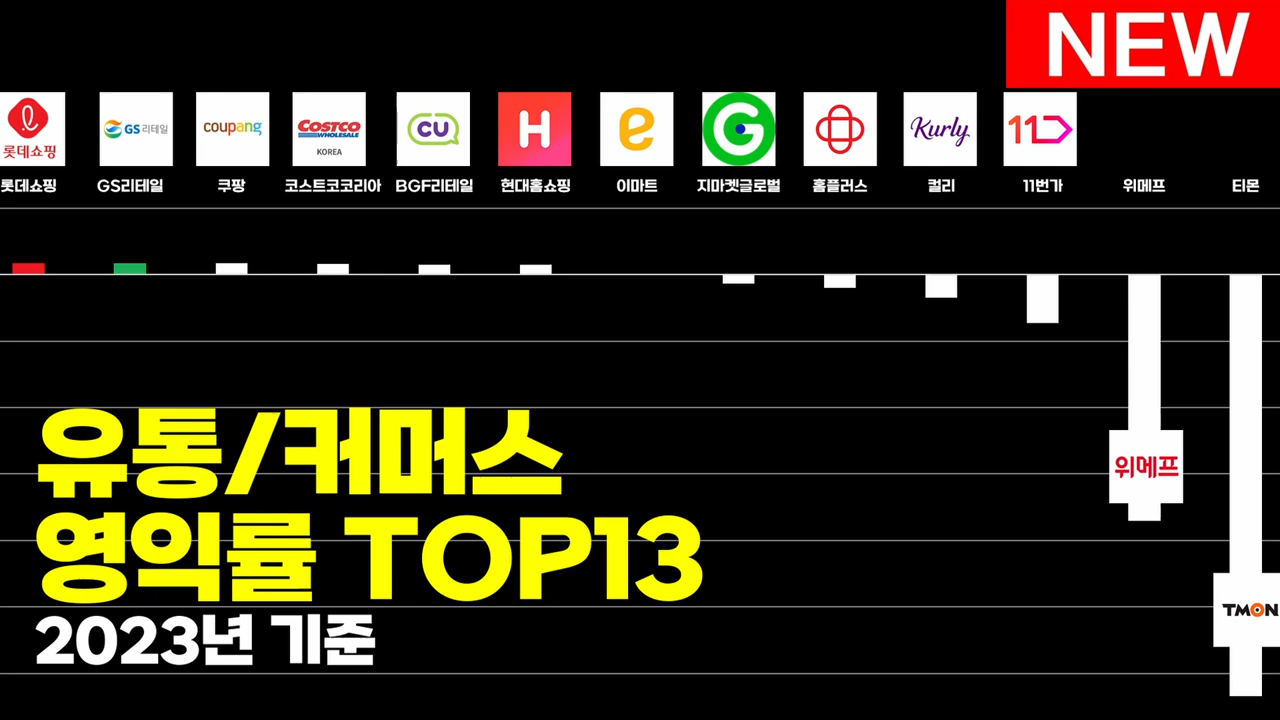 NEW
롯데쇼핑
GS리테일
coupang
COSTCO
WHOLESALE
KOREA
CU
H
e
G
Kurly
11
롯데쇼핑 GS리테일 쿠팡 코스트코코리아 BGF리테일 현대홈쇼핑 이마트 지마켓글로벌 홈플러스 컬리 11번가 위메프 티몬
유통/커머스
위메프
영익률 TOP13
TMON
2023년 기준